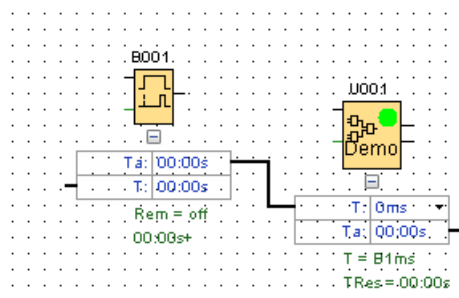 B001
Ta: 00:00s
T: 00:00s
Rem = off
00:00s+
U001
Demo
T: 0ms
Ta: 00:00s
T = 81ms
TRes=00:00s